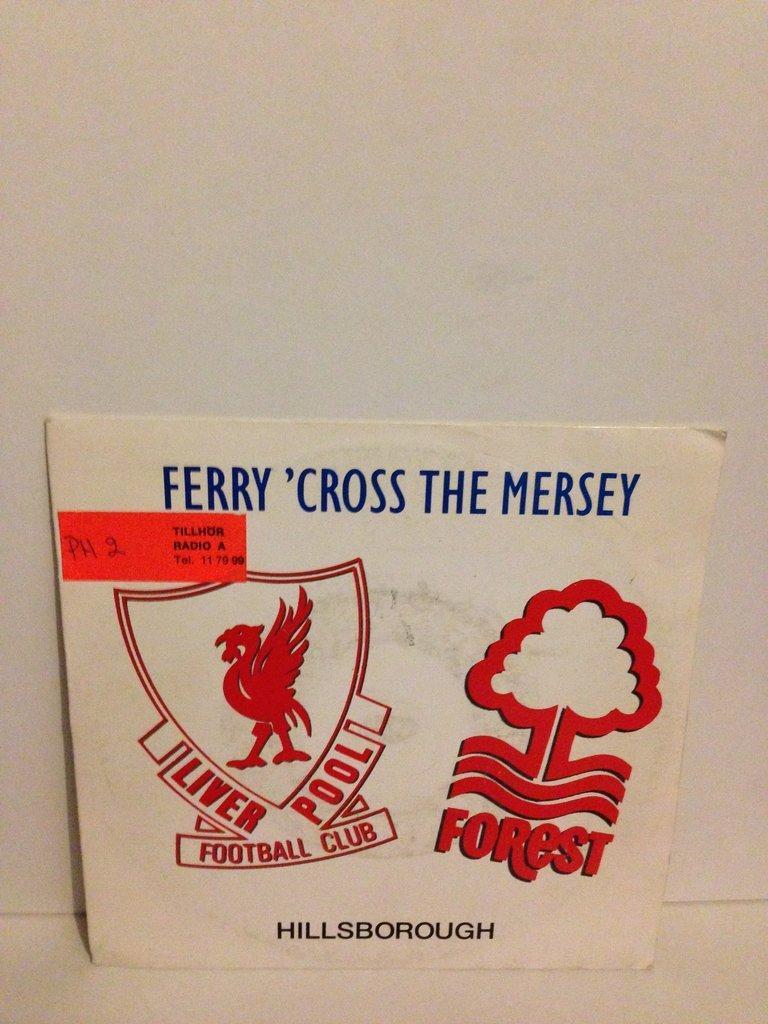 FERRY 'CROSS THE MERSEY
PH 2
TILLHÖR
RADIO A
Tel. 11 79 99
LIVER POOL
FOOTBALL CLUB
FOREST
HILLSBOROUGH